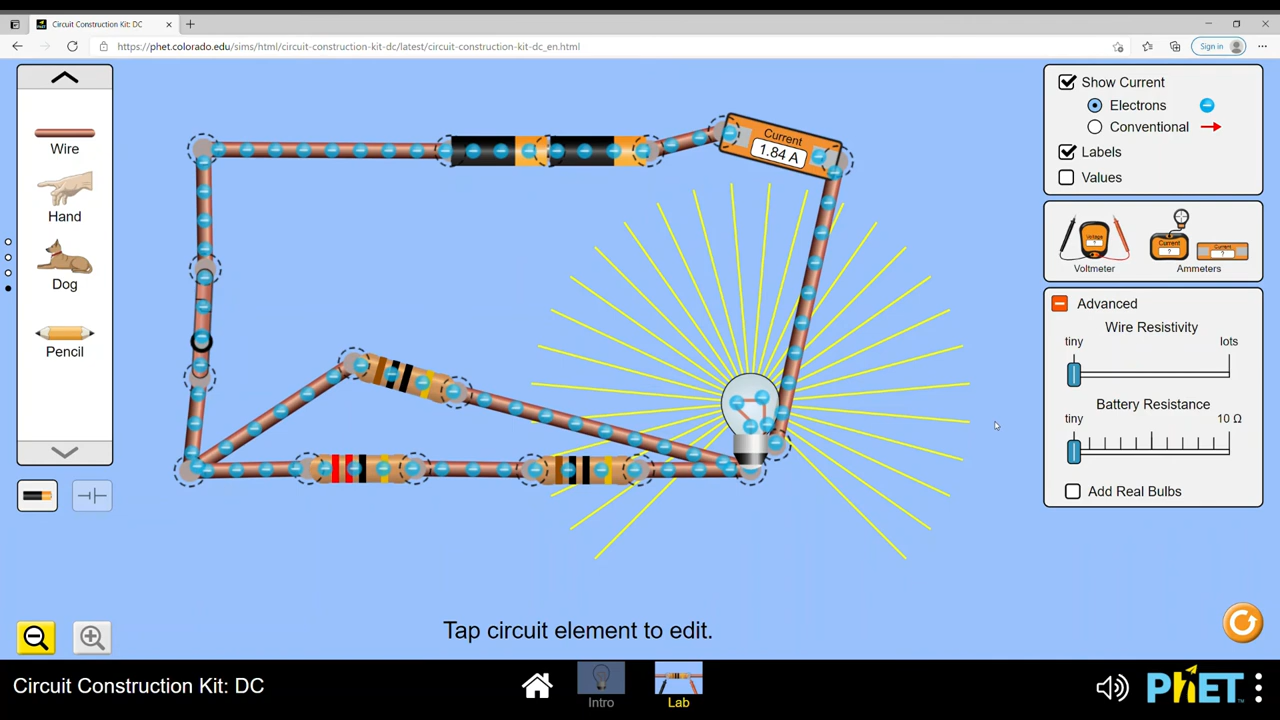 Circuit Construction Kit: DC
https://phet.colorado.edu/sims/html/circuit-construction-kit-dc/latest/circuit-construction-kit-dc_en.html
Sign in
Wire
Hand
Dog
Pencil
Current
1.84 A
Show Current
Electrons
Conventional
Labels
Values
Voltage
?
Current
?
Current
?
Voltmeter
Ammeters
Advanced
Wire Resistivity
tiny lots
Battery Resistance
tiny 10 Ω
Add Real Bulbs
Tap circuit element to edit.
Circuit Construction Kit: DC
Intro
Lab
PhET